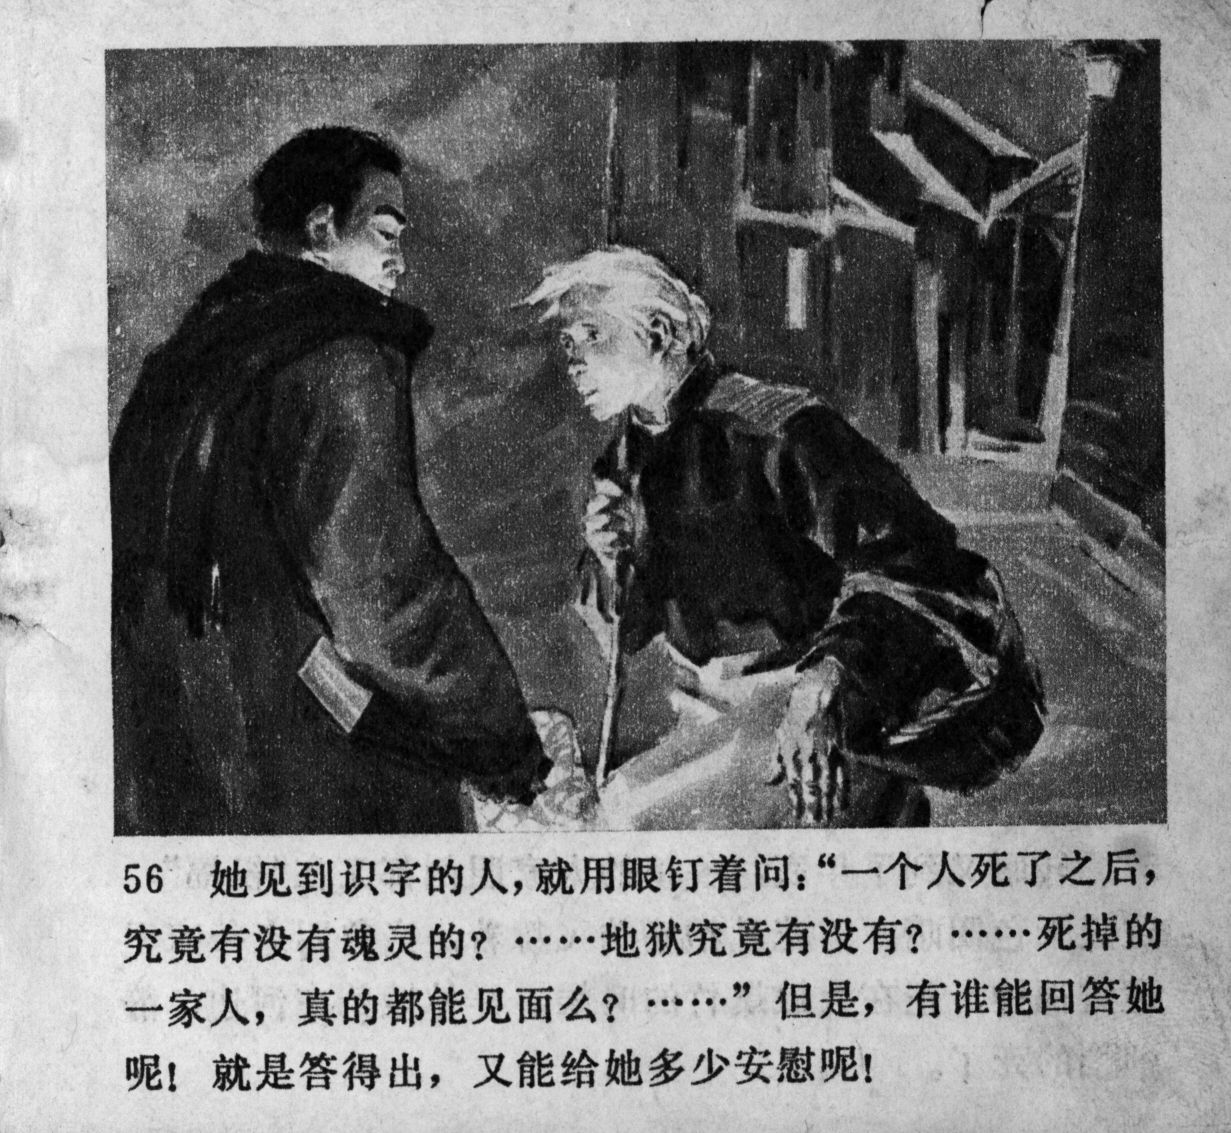 56 她见到识字的人，就用眼钉着问：“一个人死了之后，
究竟有没有魂灵的？……地狱究竟有没有？……死掉的
一家人，真的都能见面么？……”但是，有谁能回答她
呢！就是答得出，又能给她多少安慰呢！